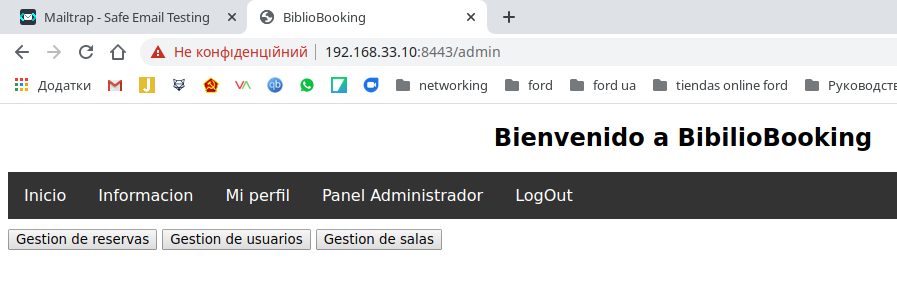 Mailtrap - Safe Email Testing
BiblioBooking
Не конфіденційний
192.168.33.10:8443/admin
Додатки
networking
ford
ford ua
tiendas online ford
Руководств
Bienvenido a BibilioBooking
Inicio Informacion Mi perfil Panel Administrador LogOut
Gestion de reservas Gestion de usuarios Gestion de salas